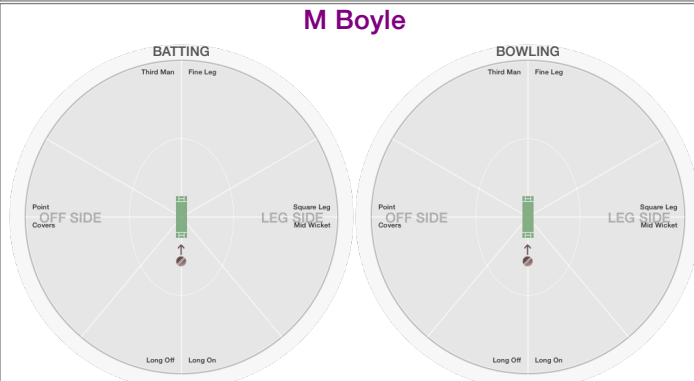 M Boyle
BATTING
Third Man Fine Leg
Point
OFF SIDE
Covers
Square Leg
LEG SIDE
Mid Wicket
Long Off Long On
BOWLING
Third Man Fine Leg
Point
OFF SIDE
Covers
Square Leg
LEG SIDE
Mid Wicket
Long Off Long On